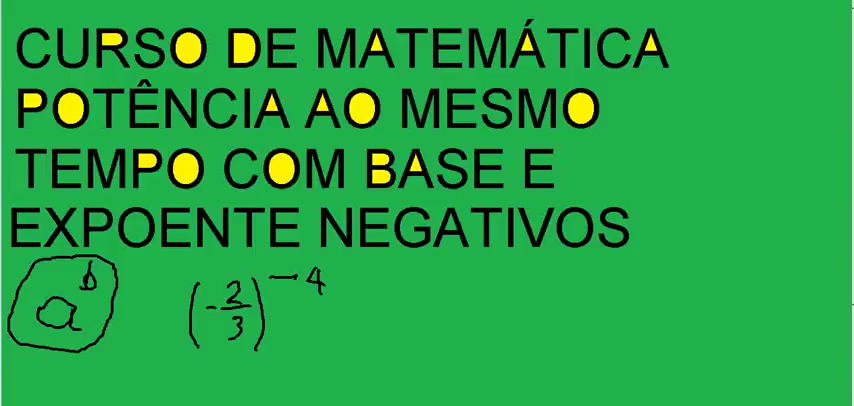 CURSO DE MATEMÁTICA
POTÊNCIA AO MESMO
TEMPO COM BASE E
EXPOENTE NEGATIVOS
a^b (-2/3)^-4